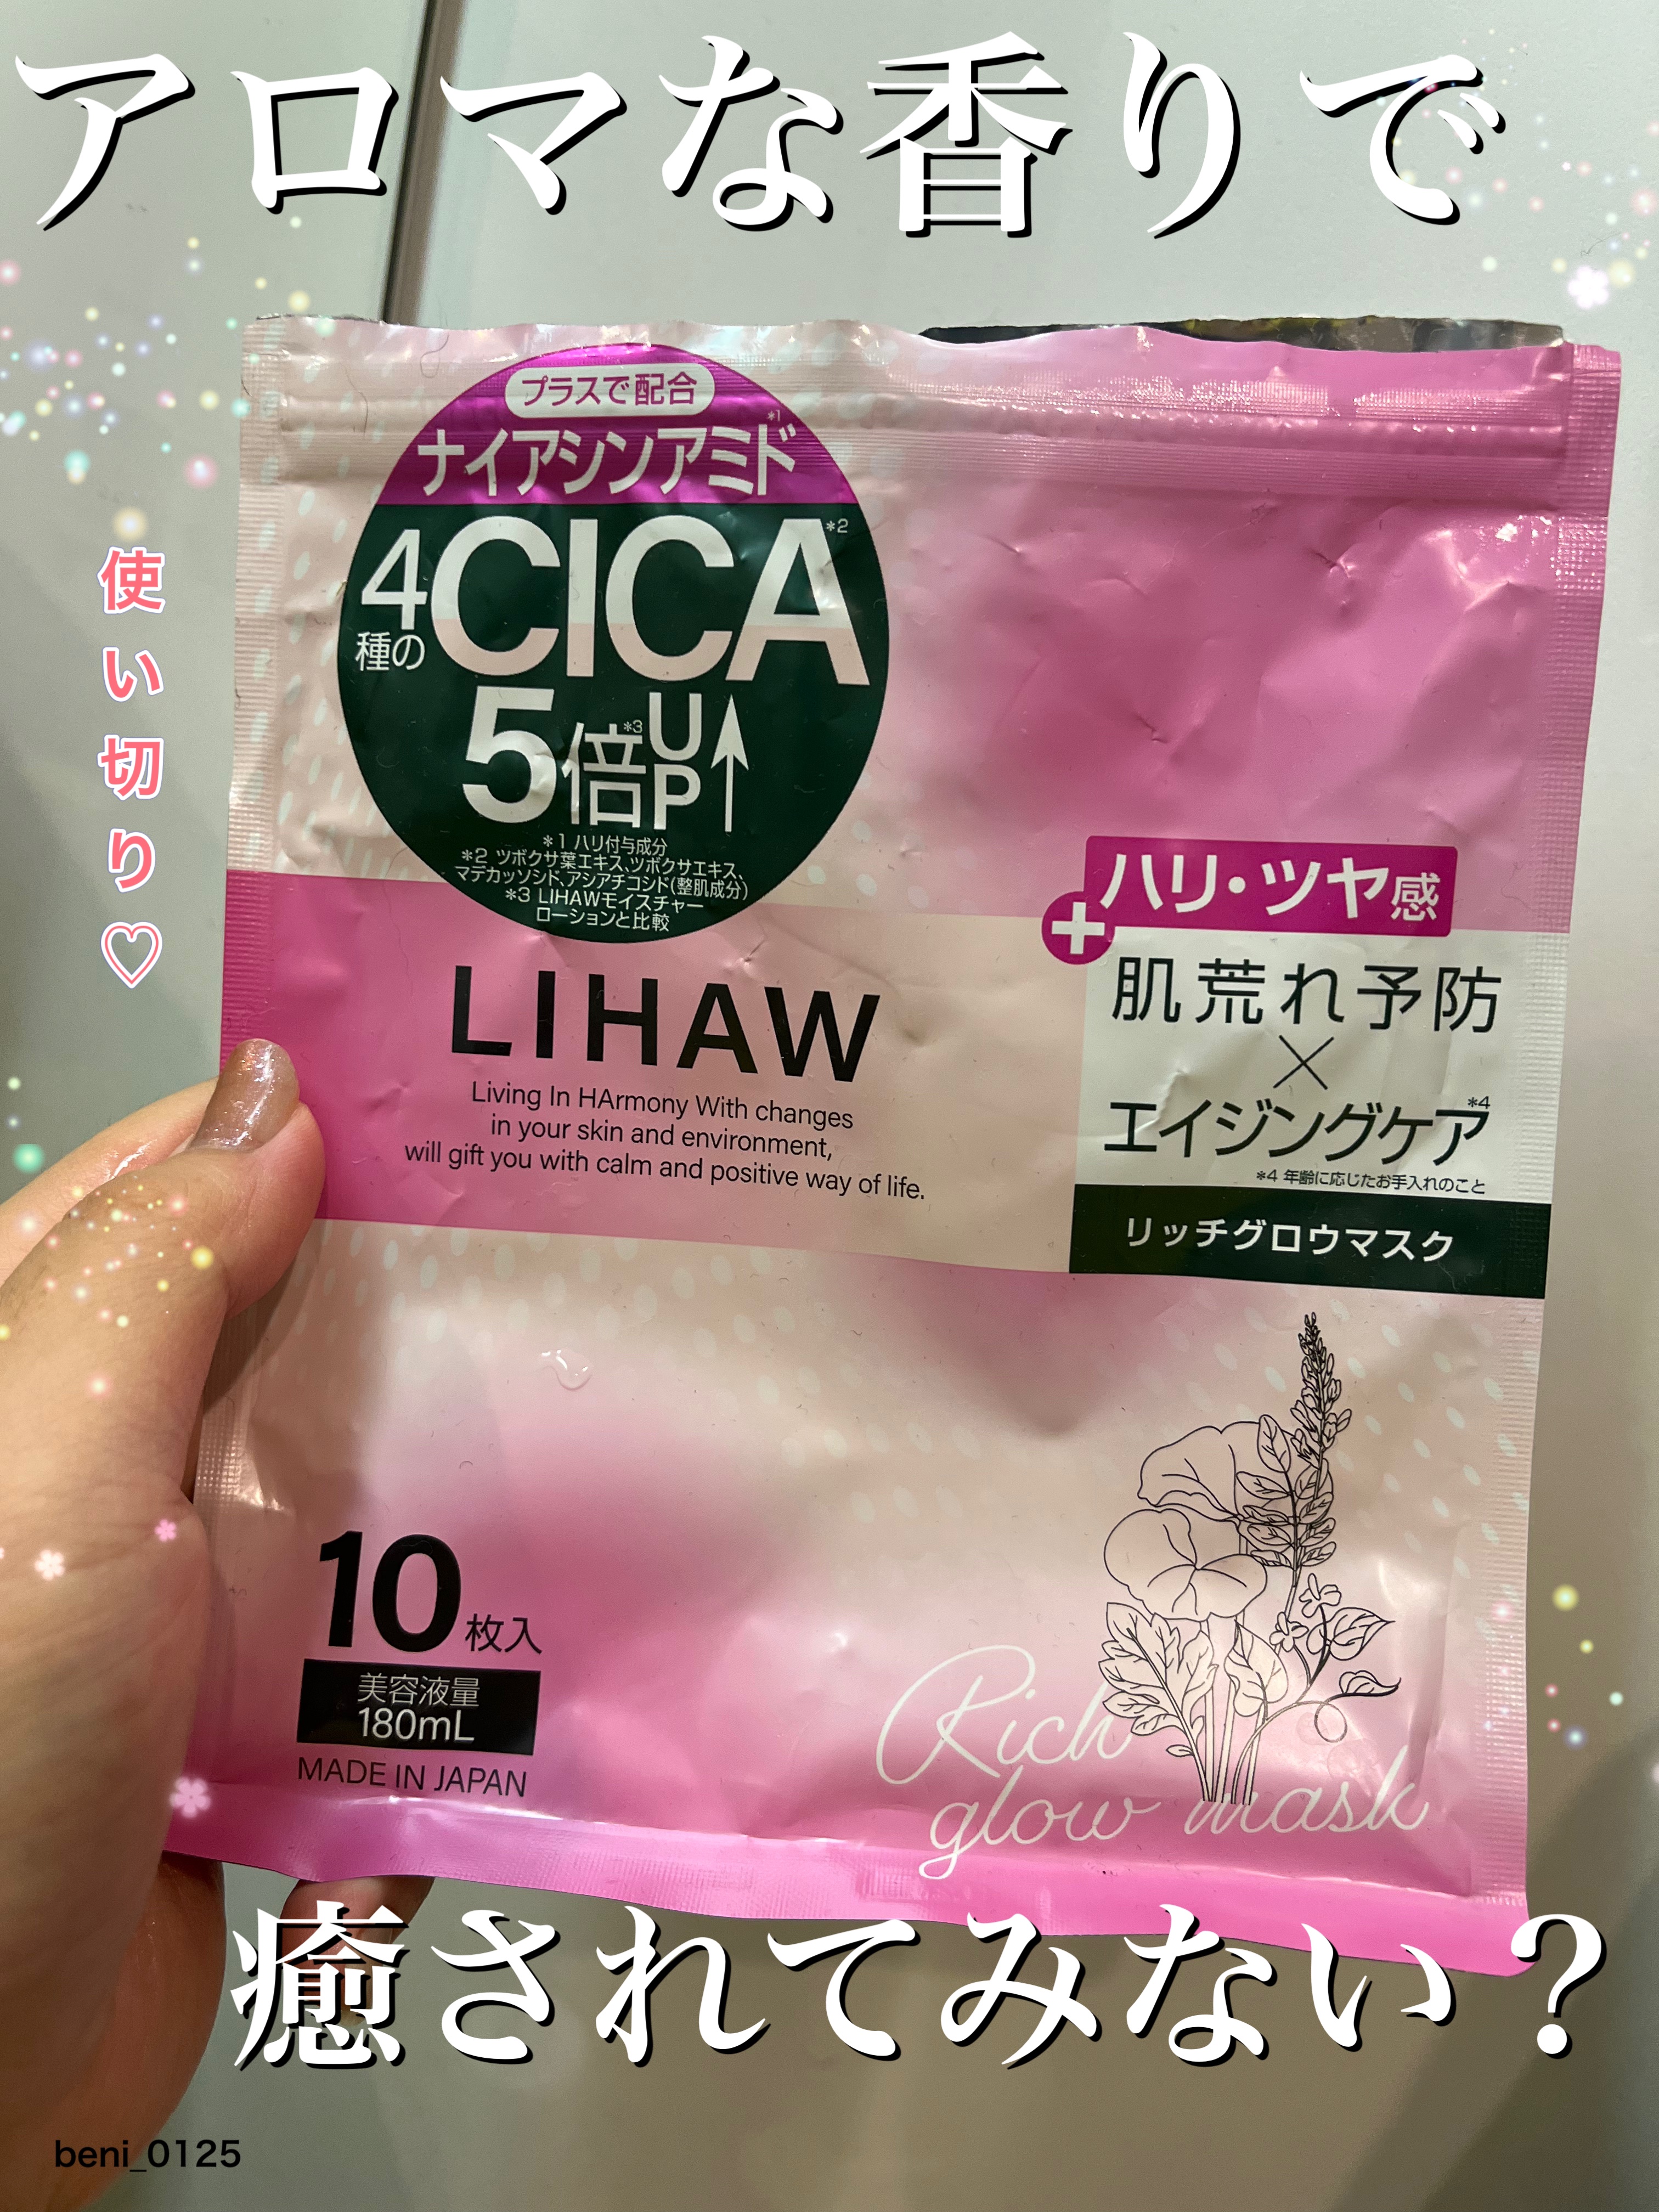 アロマな香りで
使い切り♡
プラスで配合
ナイアシンアミド*1
4種のCICA*2
5倍*3UP↑
*1 ハリ付与成分
*2 ツボクサ葉エキス、ツボクサエキス、
マデカッソシド、アシアチコシド(整肌成分)
*3 LIHAWモイスチャー
ローションと比較
LIHAW
Living In HArmony With changes
in your skin and environment,
will gift you with calm and positive way of life.
+ハリ・ツヤ感
肌荒れ予防
×
エイジングケア*4
*4 年齢に応じたお手入れのこと
リッチグロウマスク
10枚入
美容液量
180mL
MADE IN JAPAN
Rich
glow mask
癒されてみない？
beni_0125